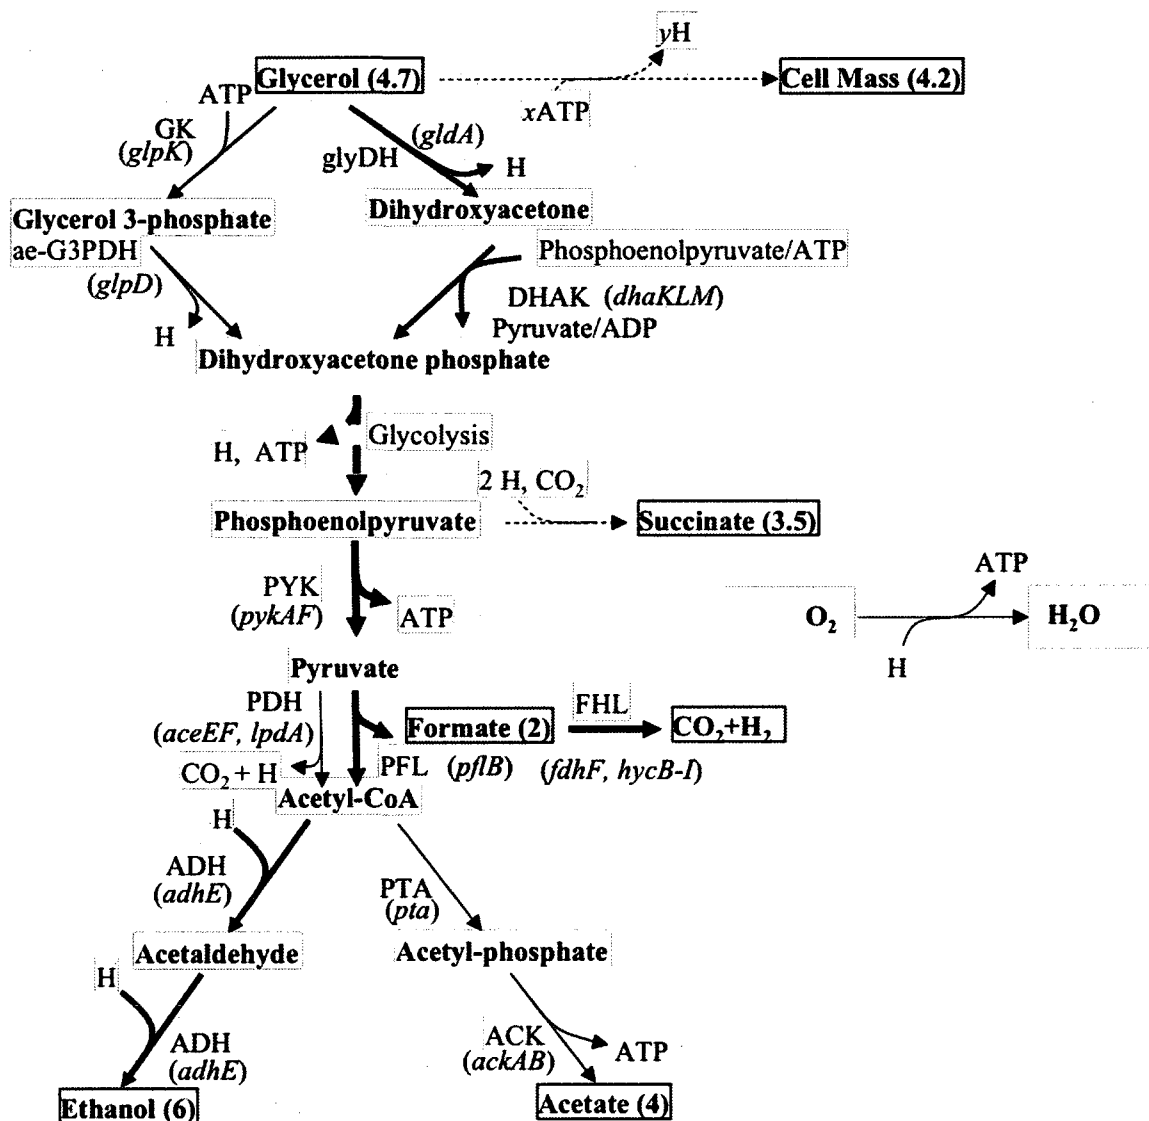 yH
Glycerol (4.7)
Cell Mass (4.2)
ATP
xATP
GK
(glpK)
(gldA)
glyDH
H
Glycerol 3-phosphate
Dihydroxyacetone
ae-G3PDH
(glpD)
Phosphoenolpyruvate/ATP
DHAK (dhaKLM)
H
Pyruvate/ADP
Dihydroxyacetone phosphate
H, ATP
Glycolysis
2 H, CO₂
Phosphoenolpyruvate
Succinate (3.5)
PYK
(pykAF)
ATP
ATP
O₂
H₂O
H
Pyruvate
PDH
(aceEF, lpdA)
Formate (2)
FHL
CO₂+H₂
CO₂ + H
PFL (pflB)
(fdhF, hycB-I)
Acetyl-CoA
H
ADH
(adhE)
PTA
(pta)
Acetaldehyde
Acetyl-phosphate
H
ADH
(adhE)
ACK
(ackAB)
ATP
Ethanol (6)
Acetate (4)